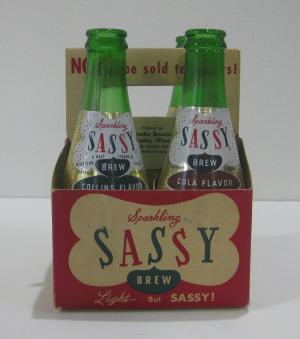 NO be sold to s!
Sparkling
SASSY
BREW
COLLINS FLAVOR
Sparkling
SASSY
BREW
COLA FLAVOR
Sparkling
SASSY
BREW
Light— But SASSY!